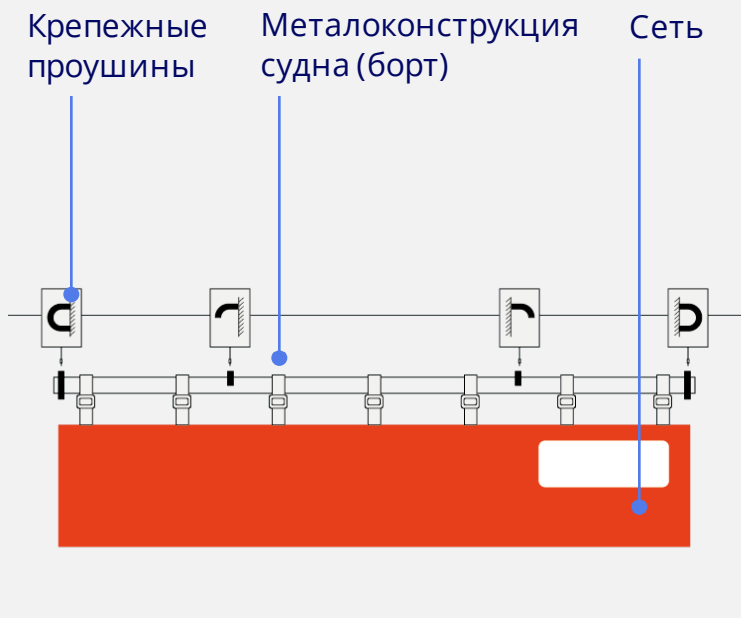 Крепежные
проушины
Металоконструкция
судна (борт)
Сеть